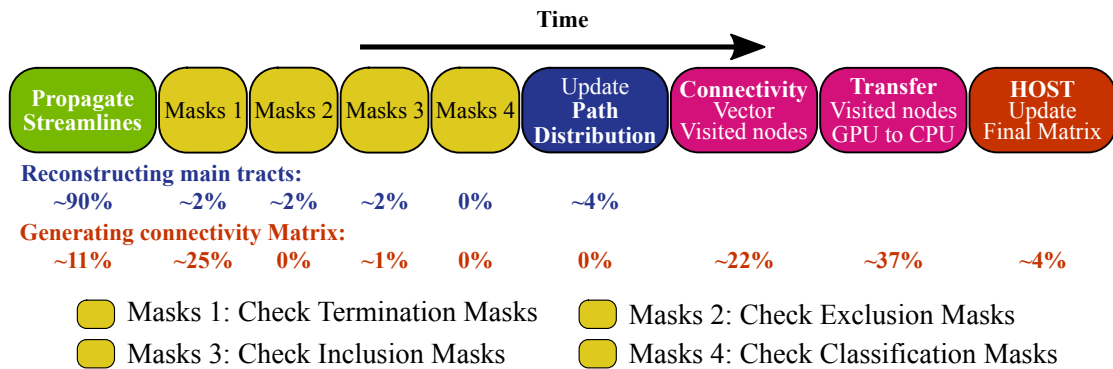 Time
Propagate
Streamlines
Masks 1
Masks 2
Masks 3
Masks 4
Update
Path
Distribution
Connectivity
Vector
Visited nodes
Transfer
Visited nodes
GPU to CPU
HOST
Update
Final Matrix
Reconstructing main tracts:
~90% ~2% ~2% ~2% 0% ~4%
Generating connectivity Matrix:
~11% ~25% 0% ~1% 0% 0% ~22% ~37% ~4%
Masks 1: Check Termination Masks
Masks 2: Check Exclusion Masks
Masks 3: Check Inclusion Masks
Masks 4: Check Classification Masks